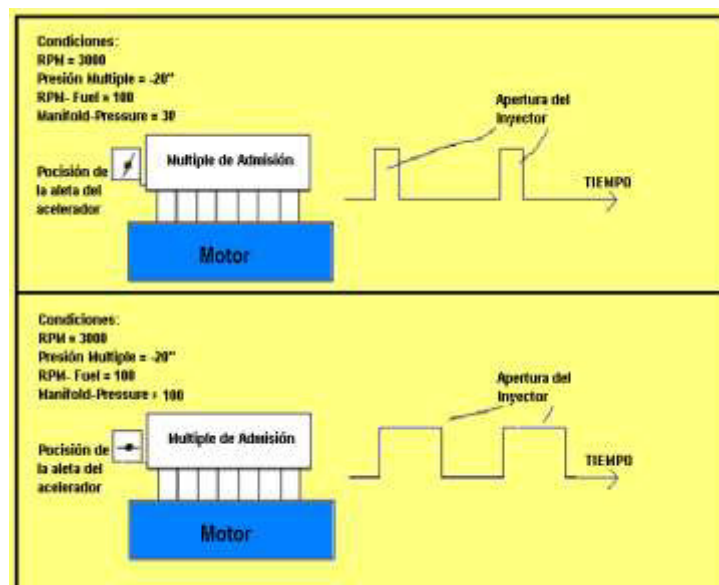 Condiciones:
RPM = 3000
Presión Multiple = -20"
RPM- Fuel = 100
Manifold-Pressure = 30
Pocisión de
la aleta del
acelerador
Multiple de Admisión
Motor
Apertura del
Inyector
TIEMPO
Condiciones:
RPM = 3000
Presión Multiple = -20"
RPM- Fuel = 100
Manifold-Pressure = 100
Pocisión de
la aleta del
acelerador
Multiple de Admisión
Motor
Apertura del
Inyector
TIEMPO